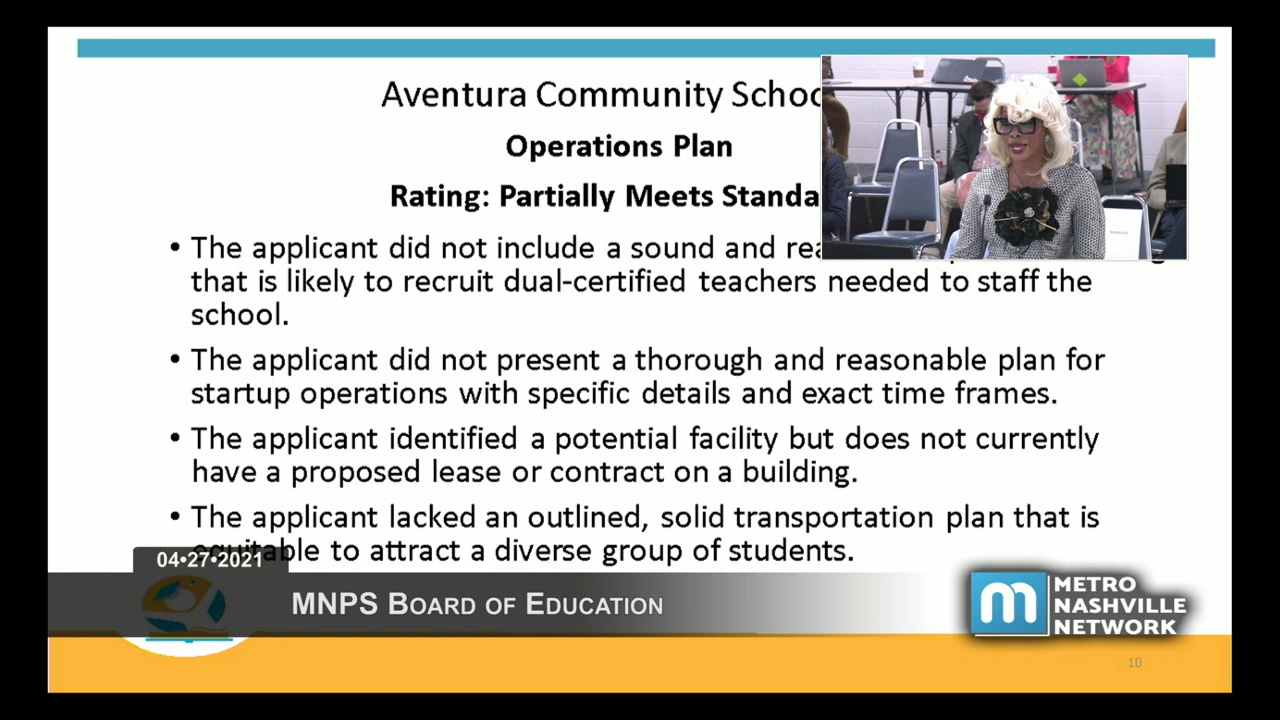 Aventura Community Schoo
Operations Plan
Rating: Partially Meets Standa
• The applicant did not include a sound and rea
that is likely to recruit dual-certified teachers needed to staff the
school.
• The applicant did not present a thorough and reasonable plan for
startup operations with specific details and exact time frames.
• The applicant identified a potential facility but does not currently
have a proposed lease or contract on a building.
• The applicant lacked an outlined, solid transportation plan that is
equitable to attract a diverse group of students.
04•27•2021
MNPS BOARD OF EDUCATION
m METRO
NASHVILLE
NETWORK
10